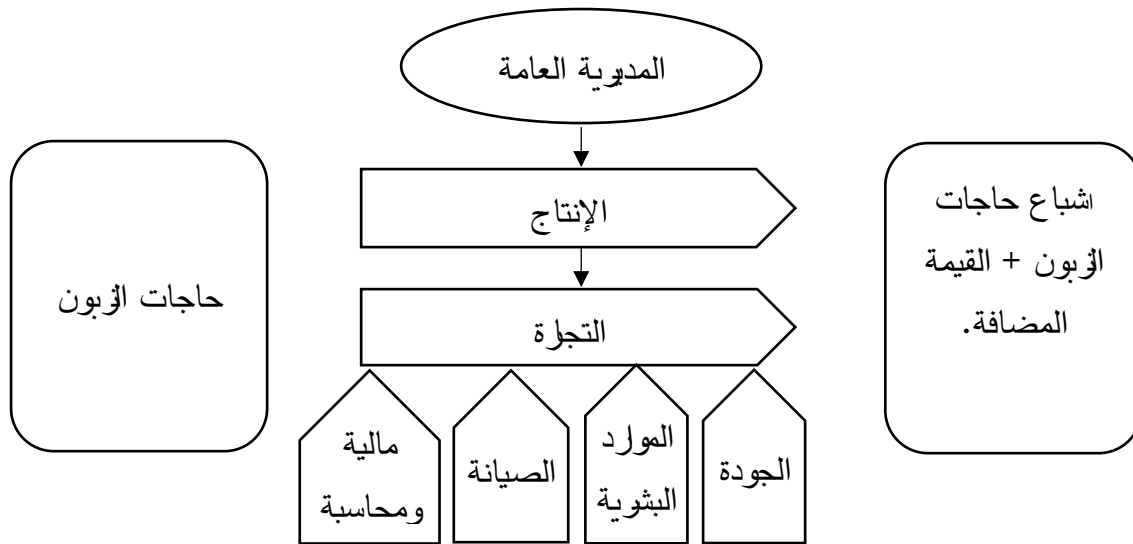 المديرية العامة
الإنتاج
التجارة
اشباع حاجات
الزبون + القيمة
المضافة.
حاجات الزبون
الجودة
الموارد
البشرية
الصيانة
مالية
ومحاسبة